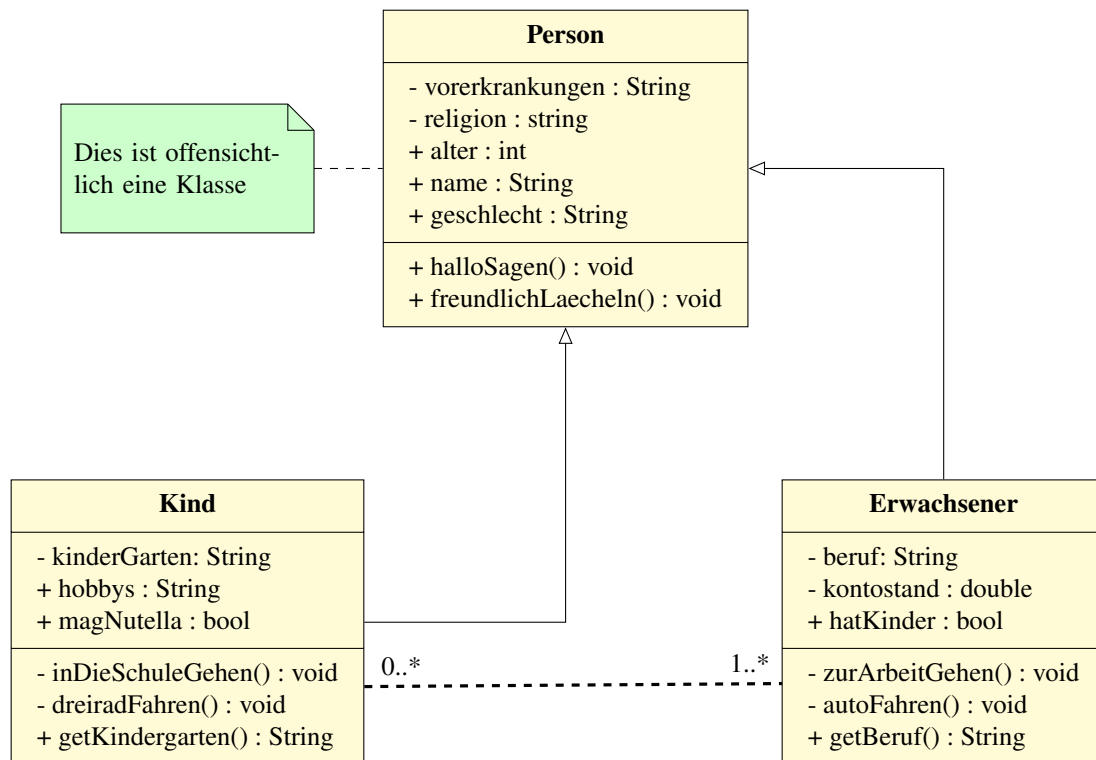 Person
- vorerkrankungen : String
- religion : string
+ alter : int
+ name : String
+ geschlecht : String
+ halloSagen() : void
+ freundlichLaecheln() : void
Dies ist offensicht-
lich eine Klasse
Kind
- kinderGarten: String
+ hobbys : String
+ magNutella : bool
- inDieSchuleGehen() : void
- dreiradFahren() : void
+ getKindergarten() : String
0..*
1..*
Erwachsener
- beruf: String
- kontostand : double
+ hatKinder : bool
- zurArbeitGehen() : void
- autoFahren() : void
+ getBeruf() : String